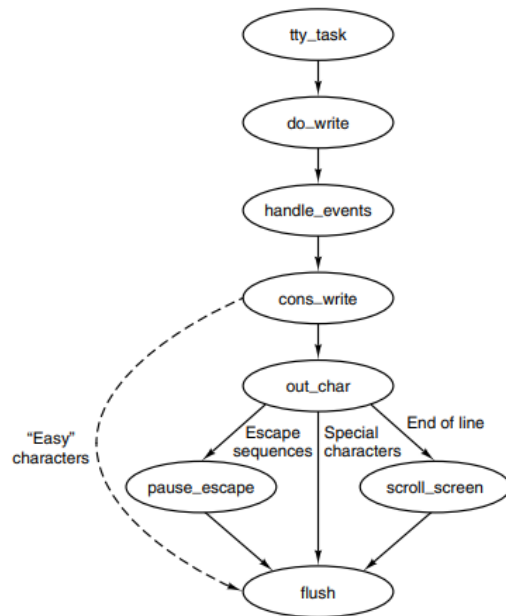 tty_task
do_write
handle_events
cons_write
out_char
“Easy”
characters
Escape
sequences
Special
characters
End of line
pause_escape
scroll_screen
flush